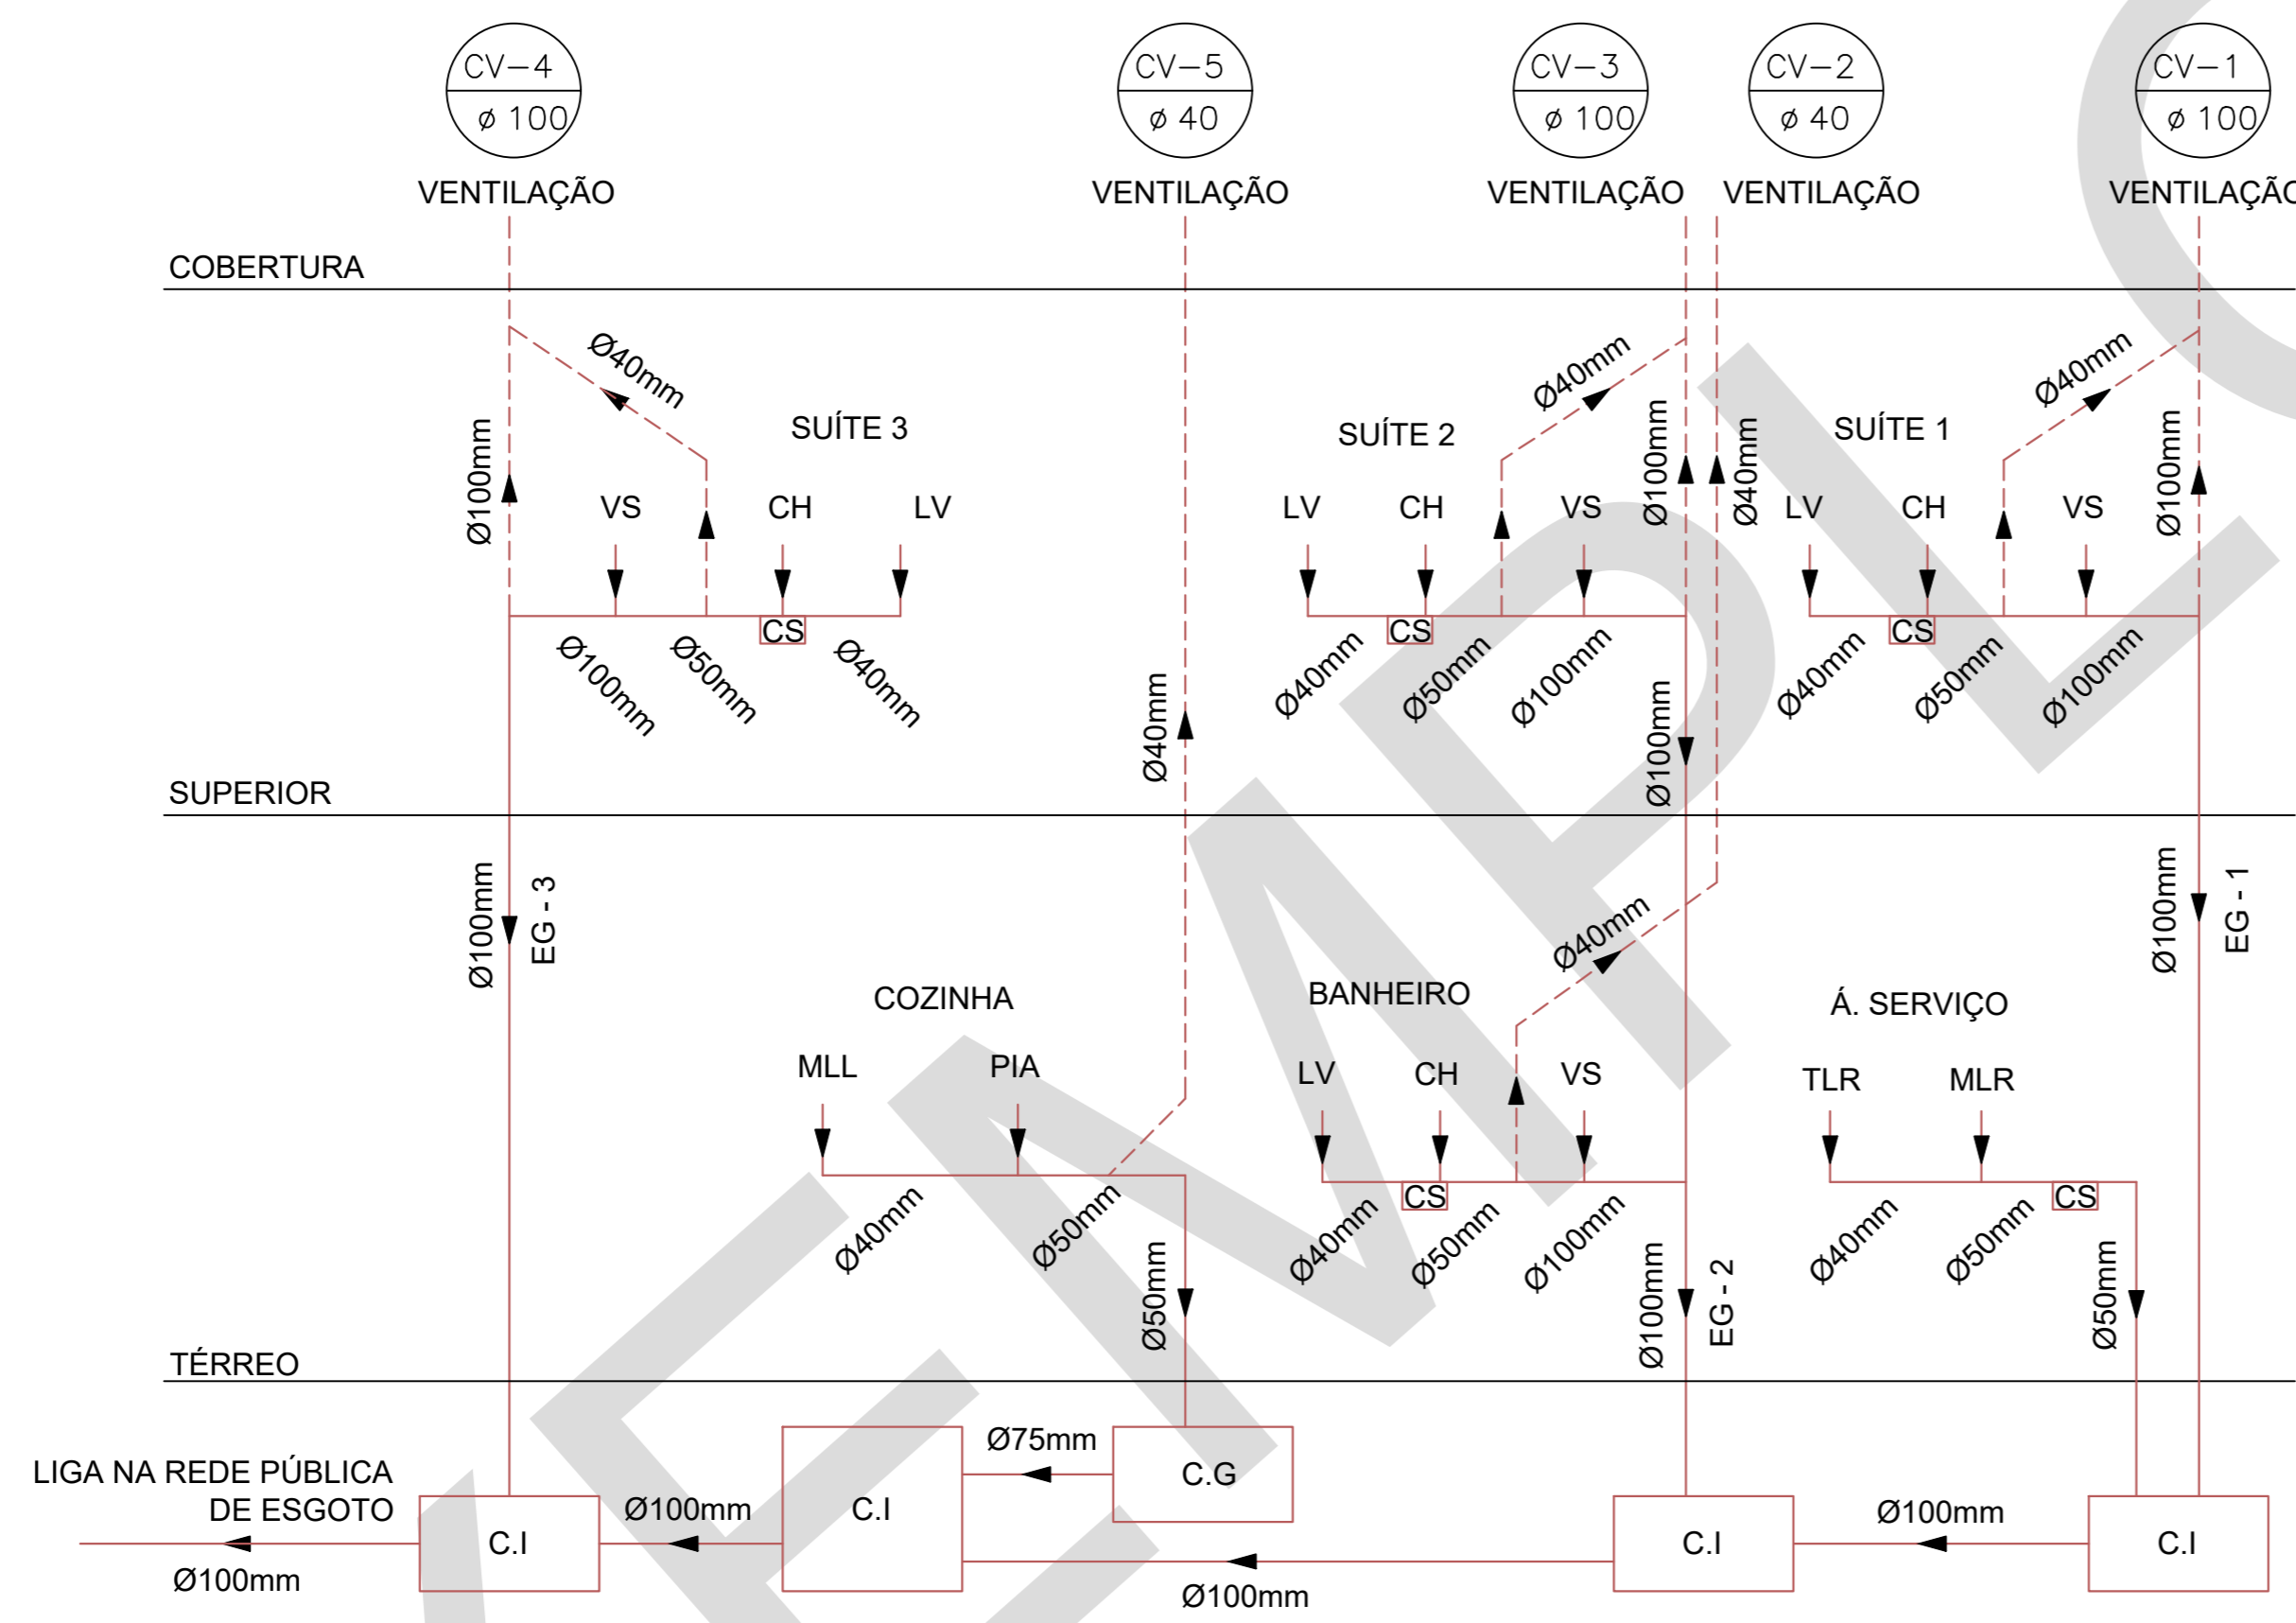 CV-4
ø 100
CV-5
ø 40
CV-3
ø 100
CV-2
ø 40
CV-1
ø 100
VENTILAÇÃO
VENTILAÇÃO
VENTILAÇÃO
VENTILAÇÃO
VENTILAÇÃO
COBERTURA
Ø40mm
Ø40mm
Ø40mm
SUÍTE 3
SUÍTE 2
SUÍTE 1
Ø100mm
Ø100mm
Ø40mm
Ø100mm
VS
CH
LV
LV
CH
VS
LV
CH
VS
CS
CS
CS
Ø100mm
Ø50mm
Ø40mm
Ø40mm
Ø50mm
Ø100mm
Ø40mm
Ø50mm
Ø100mm
Ø40mm
Ø100mm
SUPERIOR
Ø100mm
EG - 3
Ø40mm
Ø100mm
EG - 1
COZINHA
BANHEIRO
Á. SERVIÇO
MLL
PIA
LV
CH
VS
TLR
MLR
CS
CS
Ø40mm
Ø50mm
Ø50mm
Ø40mm
Ø50mm
Ø100mm
Ø100mm
EG - 2
Ø40mm
Ø50mm
Ø50mm
TÉRREO
LIGA NA REDE PÚBLICA
DE ESGOTO
Ø100mm
C.I
Ø100mm
C.I
Ø75mm
C.G
Ø100mm
C.I
Ø100mm
C.I